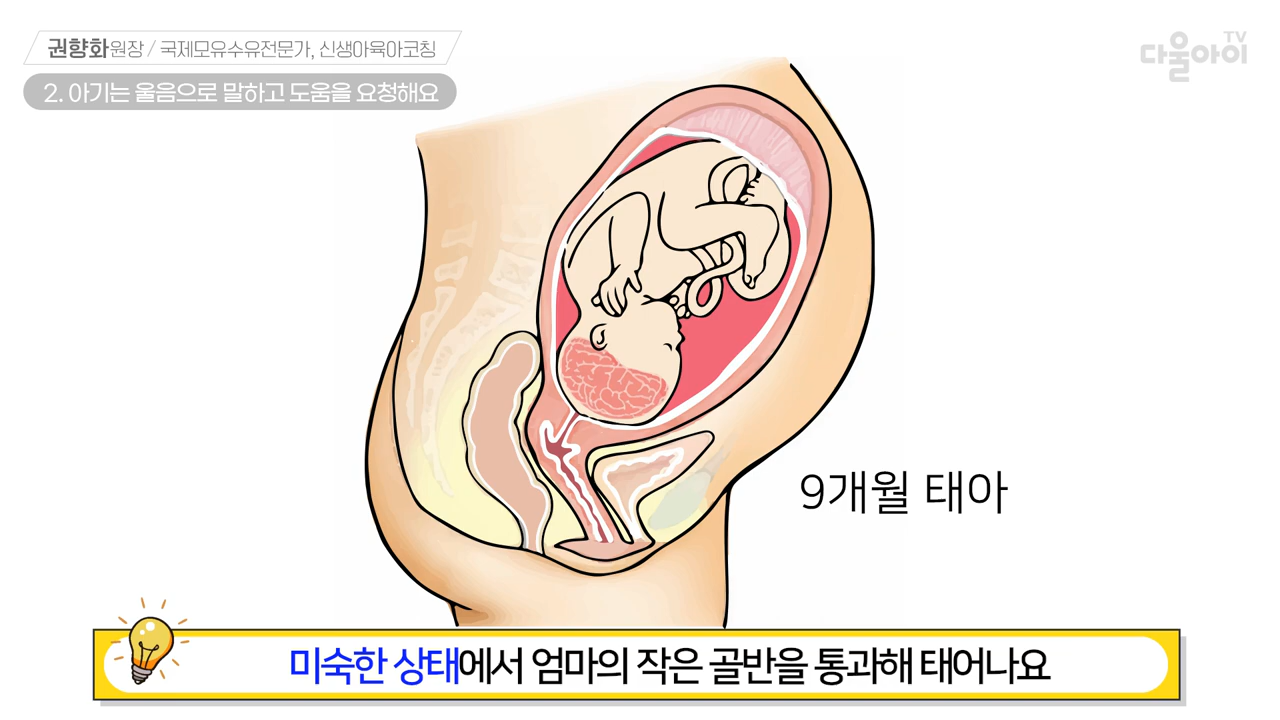 권향화원장 / 국제모유수유전문가, 신생아육아코칭
다울아이 TV
2. 아기는 울음으로 말하고 도움을 요청해요
9개월 태아
미숙한 상태에서 엄마의 작은 골반을 통과해 태어나요